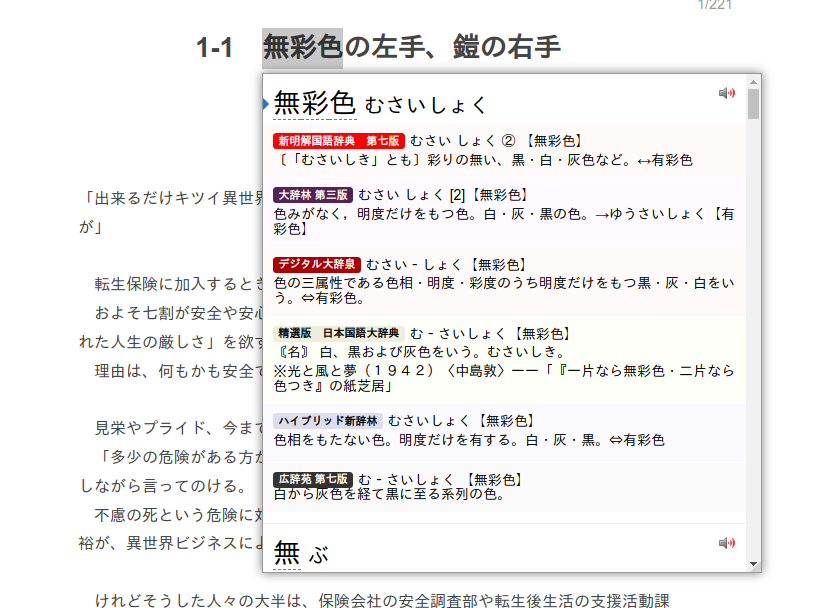 1/221
1-1　無彩色の左手、鎧の右手
無彩色 むさいしょく
新明解国語辞典　第七版 むさい しょく ② 【無彩色】
〔「むさいしき」とも〕彩りの無い、黒・白・灰色など。↔有彩色
大辞林 第三版 むさい しょく [2]【無彩色】
色みがなく，明度だけをもつ色。白・灰・黒の色。→ゆうさいしょく【有
彩色】
デジタル大辞泉 むさい‐しょく【無彩色】
色の三属性である色相・明度・彩度のうち明度だけをもつ黒・灰・白をい
う。⇔有彩色。
精選版　日本国語大辞典 む‐さいしょく【無彩色】
〘名〙 白、黒および灰色をいう。むさいしき。
※光と風と夢（１９４２）〈中島敦〉一一「『一片なら無彩色・二片なら
色つき』の紙芝居」
ハイブリッド新辞林 むさいしょく【無彩色】
色相をもたない色。明度だけを有する。白・灰・黒。⇔有彩色
広辞苑 第七版 む‐さいしょく 【無彩色】
白から灰色を経て黒に至る系列の色。
無 ぶ
「出来るだけキツイ異世界
が」
転生保険に加入するとき
およそ七割が安全や安心
れた人生の厳しさ」を欲す
理由は、何もかも安全で
見栄やプライド、今まで
「多少の危険がある方が
しながら言ってのける。
不慮の死という危険に対
裕が、異世界ビジネスによ
けれどそうした人々の大半は、保険会社の安全調査部や転生後生活の支援活動課